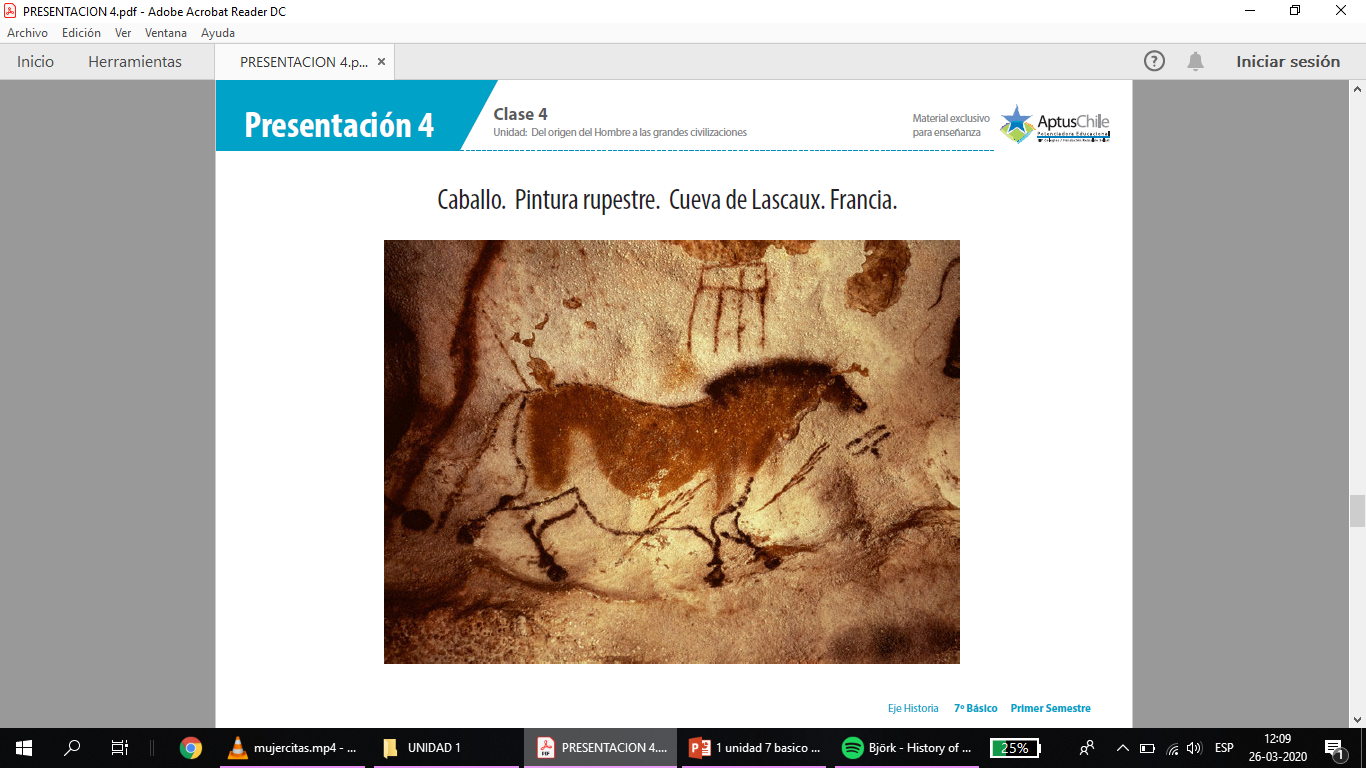 PRESENTACION 4.pdf - Adobe Acrobat Reader DC
Archivo Edición Ver Ventana Ayuda
Inicio Herramientas PRESENTACION 4.p... Iniciar sesión
Presentación 4
Clase 4
Unidad: Del origen del Hombre a las grandes civilizaciones
Material exclusivo
para enseñanza
AptusChile
Potenciadora Educacional
Caballo. Pintura rupestre. Cueva de Lascaux. Francia.
Eje Historia 7º Básico Primer Semestre
mujercitas.mp4 - ... UNIDAD 1 PRESENTACION 4.... 1 unidad 7 basico ... Björk - History of ... 25% ESP 12:09
26-03-2020
1